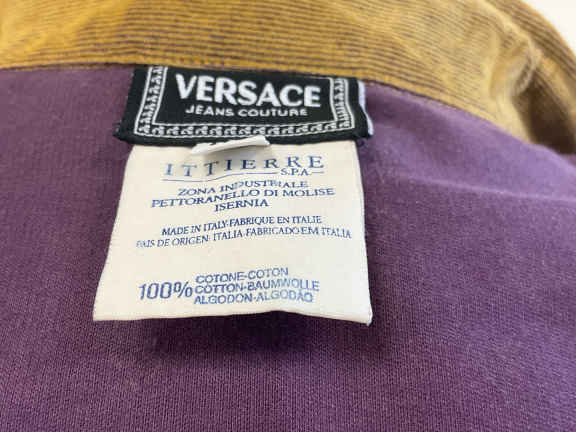 VERSACE
JEANS COUTURE
ITTIERRE
S.P.A.
ZONA INDUSTRIALE
PETTORANELLO DI MOLISE
ISERNIA
MADE IN ITALY-FABRIQUE EN ITALIE
PAIS DE ORIGEN: ITALIA-FABRICADO EM ITALIA
100% COTONE-COTON
COTTON-BAUMWOLLE
ALGODON-ALGODÃO